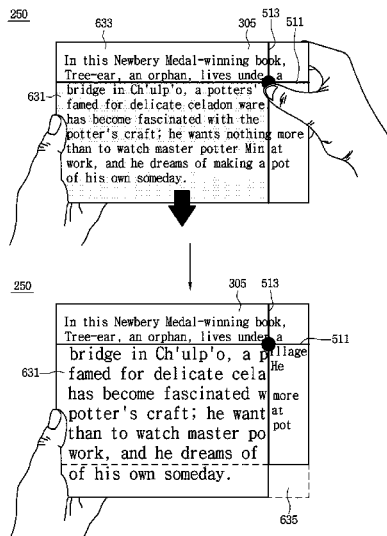 250
633 305 513
511
In this Newbery Medal-winning book,
Tree-ear, an orphan, lives unde a
631
bridge in Ch'ulp'o, a potters'
famed for delicate celadon ware
has become fascinated with the
potter's craft; he wants nothing more
than to watch master potter Min at
work, and he dreams of making a pot
of his own someday.
250
305 513
In this Newbery Medal-winning book,
Tree-ear, an orphan, lives under a
511
bridge in Ch'ulp'o, a p llage
631 famed for delicate cela He
has become fascinated w more
potter's craft; he want at
than to watch master po pot
work, and he dreams of
of his own someday.
635